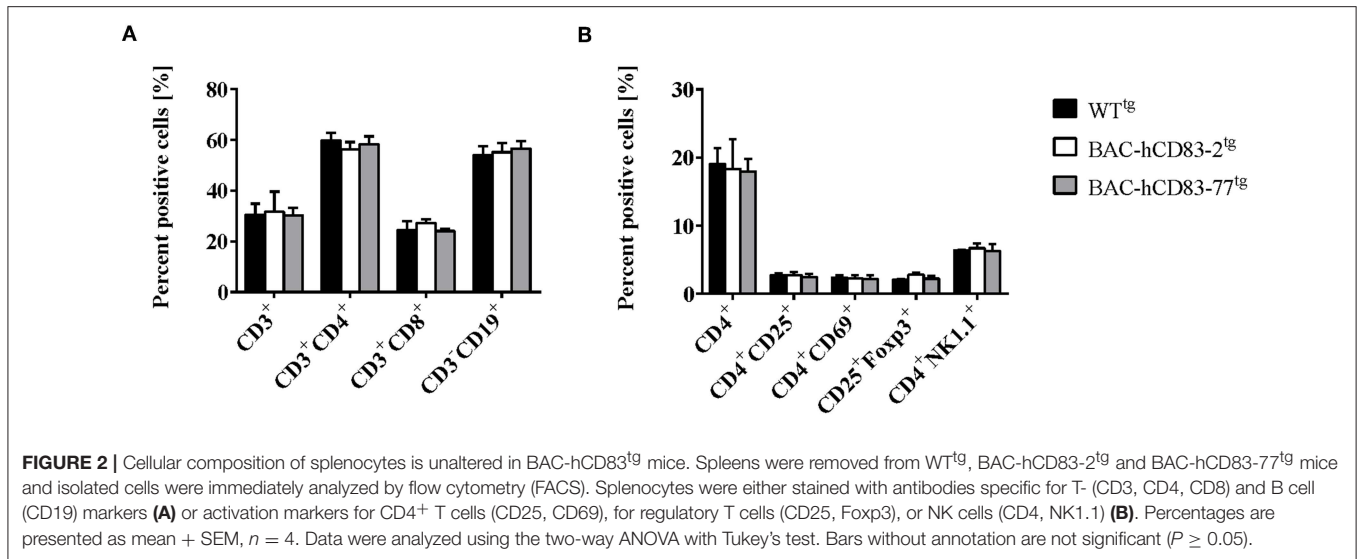 A
B
Percent positive cells [%]
80
60
40
20
0
CD3⁺
CD3⁺CD4⁺
CD3⁺CD8⁺
CD3⁻CD19⁺
Percent positive cells [%]
30
20
10
0
CD4⁺
CD4⁺CD25⁺
CD4⁺CD69⁺
CD25⁺Foxp3⁺
CD4⁺NK1.1⁺
WTᵗᵍ
BAC-hCD83-2ᵗᵍ
BAC-hCD83-77ᵗᵍ
FIGURE 2 | Cellular composition of splenocytes is unaltered in BAC-hCD83ᵗᵍ mice. Spleens were removed from WTᵗᵍ, BAC-hCD83-2ᵗᵍ and BAC-hCD83-77ᵗᵍ mice
and isolated cells were immediately analyzed by flow cytometry (FACS). Splenocytes were either stained with antibodies specific for T- (CD3, CD4, CD8) and B cell
(CD19) markers (A) or activation markers for CD4⁺ T cells (CD25, CD69), for regulatory T cells (CD25, Foxp3), or NK cells (CD4, NK1.1) (B). Percentages are
presented as mean + SEM, n = 4. Data were analyzed using the two-way ANOVA with Tukey's test. Bars without annotation are not significant (P ≥ 0.05).